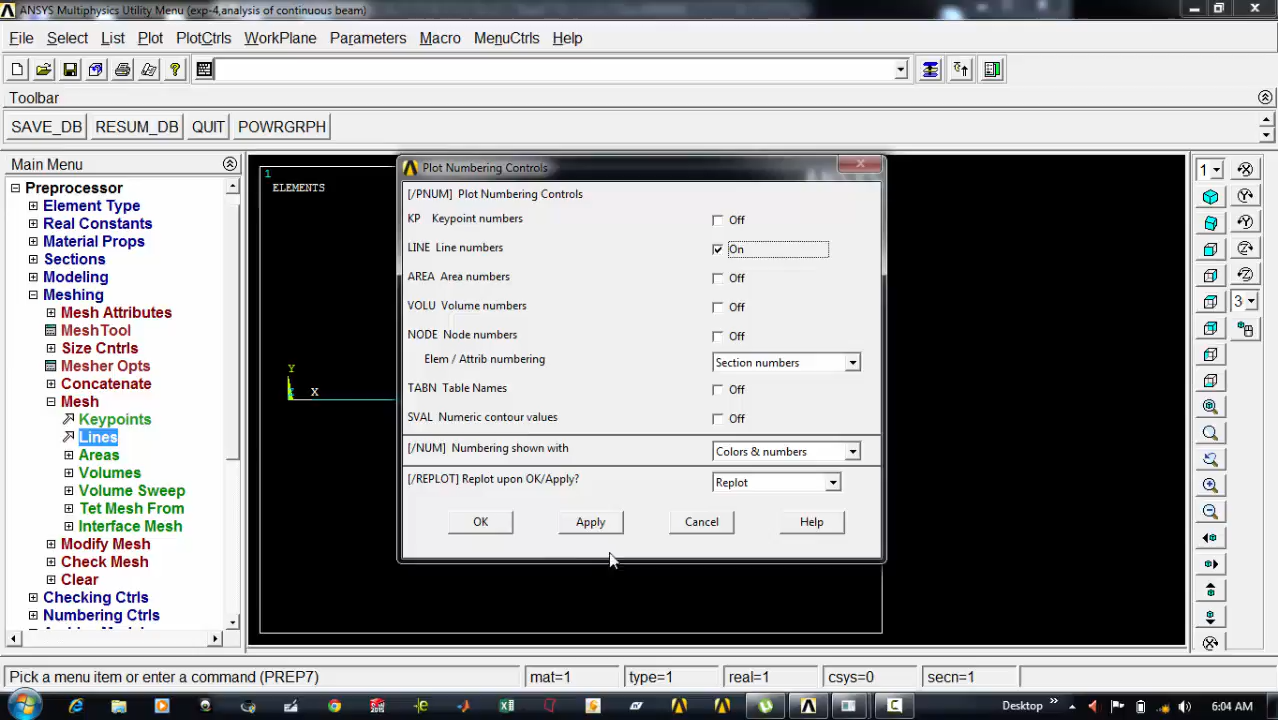 ANSYS Multiphysics Utility Menu (exp-4,analysis of continuous beam)
File Select List Plot PlotCtrls WorkPlane Parameters Macro MenuCtrls Help
Toolbar
SAVE_DB RESUM_DB QUIT POWRGRPH
Main Menu
Preprocessor
Element Type
Real Constants
Material Props
Sections
Modeling
Meshing
Mesh Attributes
MeshTool
Size Cntrls
Mesher Opts
Concatenate
Mesh
Keypoints
Lines
Areas
Volumes
Volume Sweep
Tet Mesh From
Interface Mesh
Modify Mesh
Check Mesh
Clear
Checking Ctrls
Numbering Ctrls
1
ELEMENTS
Y
X
Plot Numbering Controls
[/PNUM] Plot Numbering Controls
KP Keypoint numbers Off
LINE Line numbers On
AREA Area numbers Off
VOLU Volume numbers Off
NODE Node numbers Off
Elem / Attrib numbering Section numbers
TABN Table Names Off
SVAL Numeric contour values Off
[/NUM] Numbering shown with Colors & numbers
[/REPLOT] Replot upon OK/Apply? Replot
OK Apply Cancel Help
1
3
Pick a menu item or enter a command (PREP7) mat=1 type=1 real=1 csys=0 secn=1
Desktop 6:04 AM